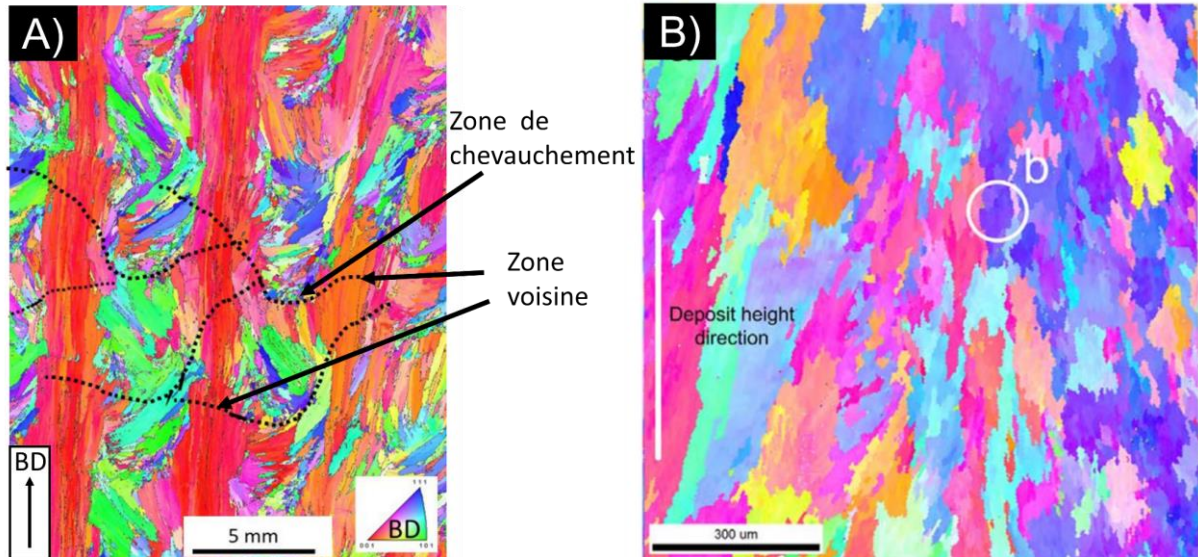 A)
Zone de
chevauchement
Zone
voisine
BD
5 mm
111
BD
001
101
B)
b
Deposit height
direction
300 um